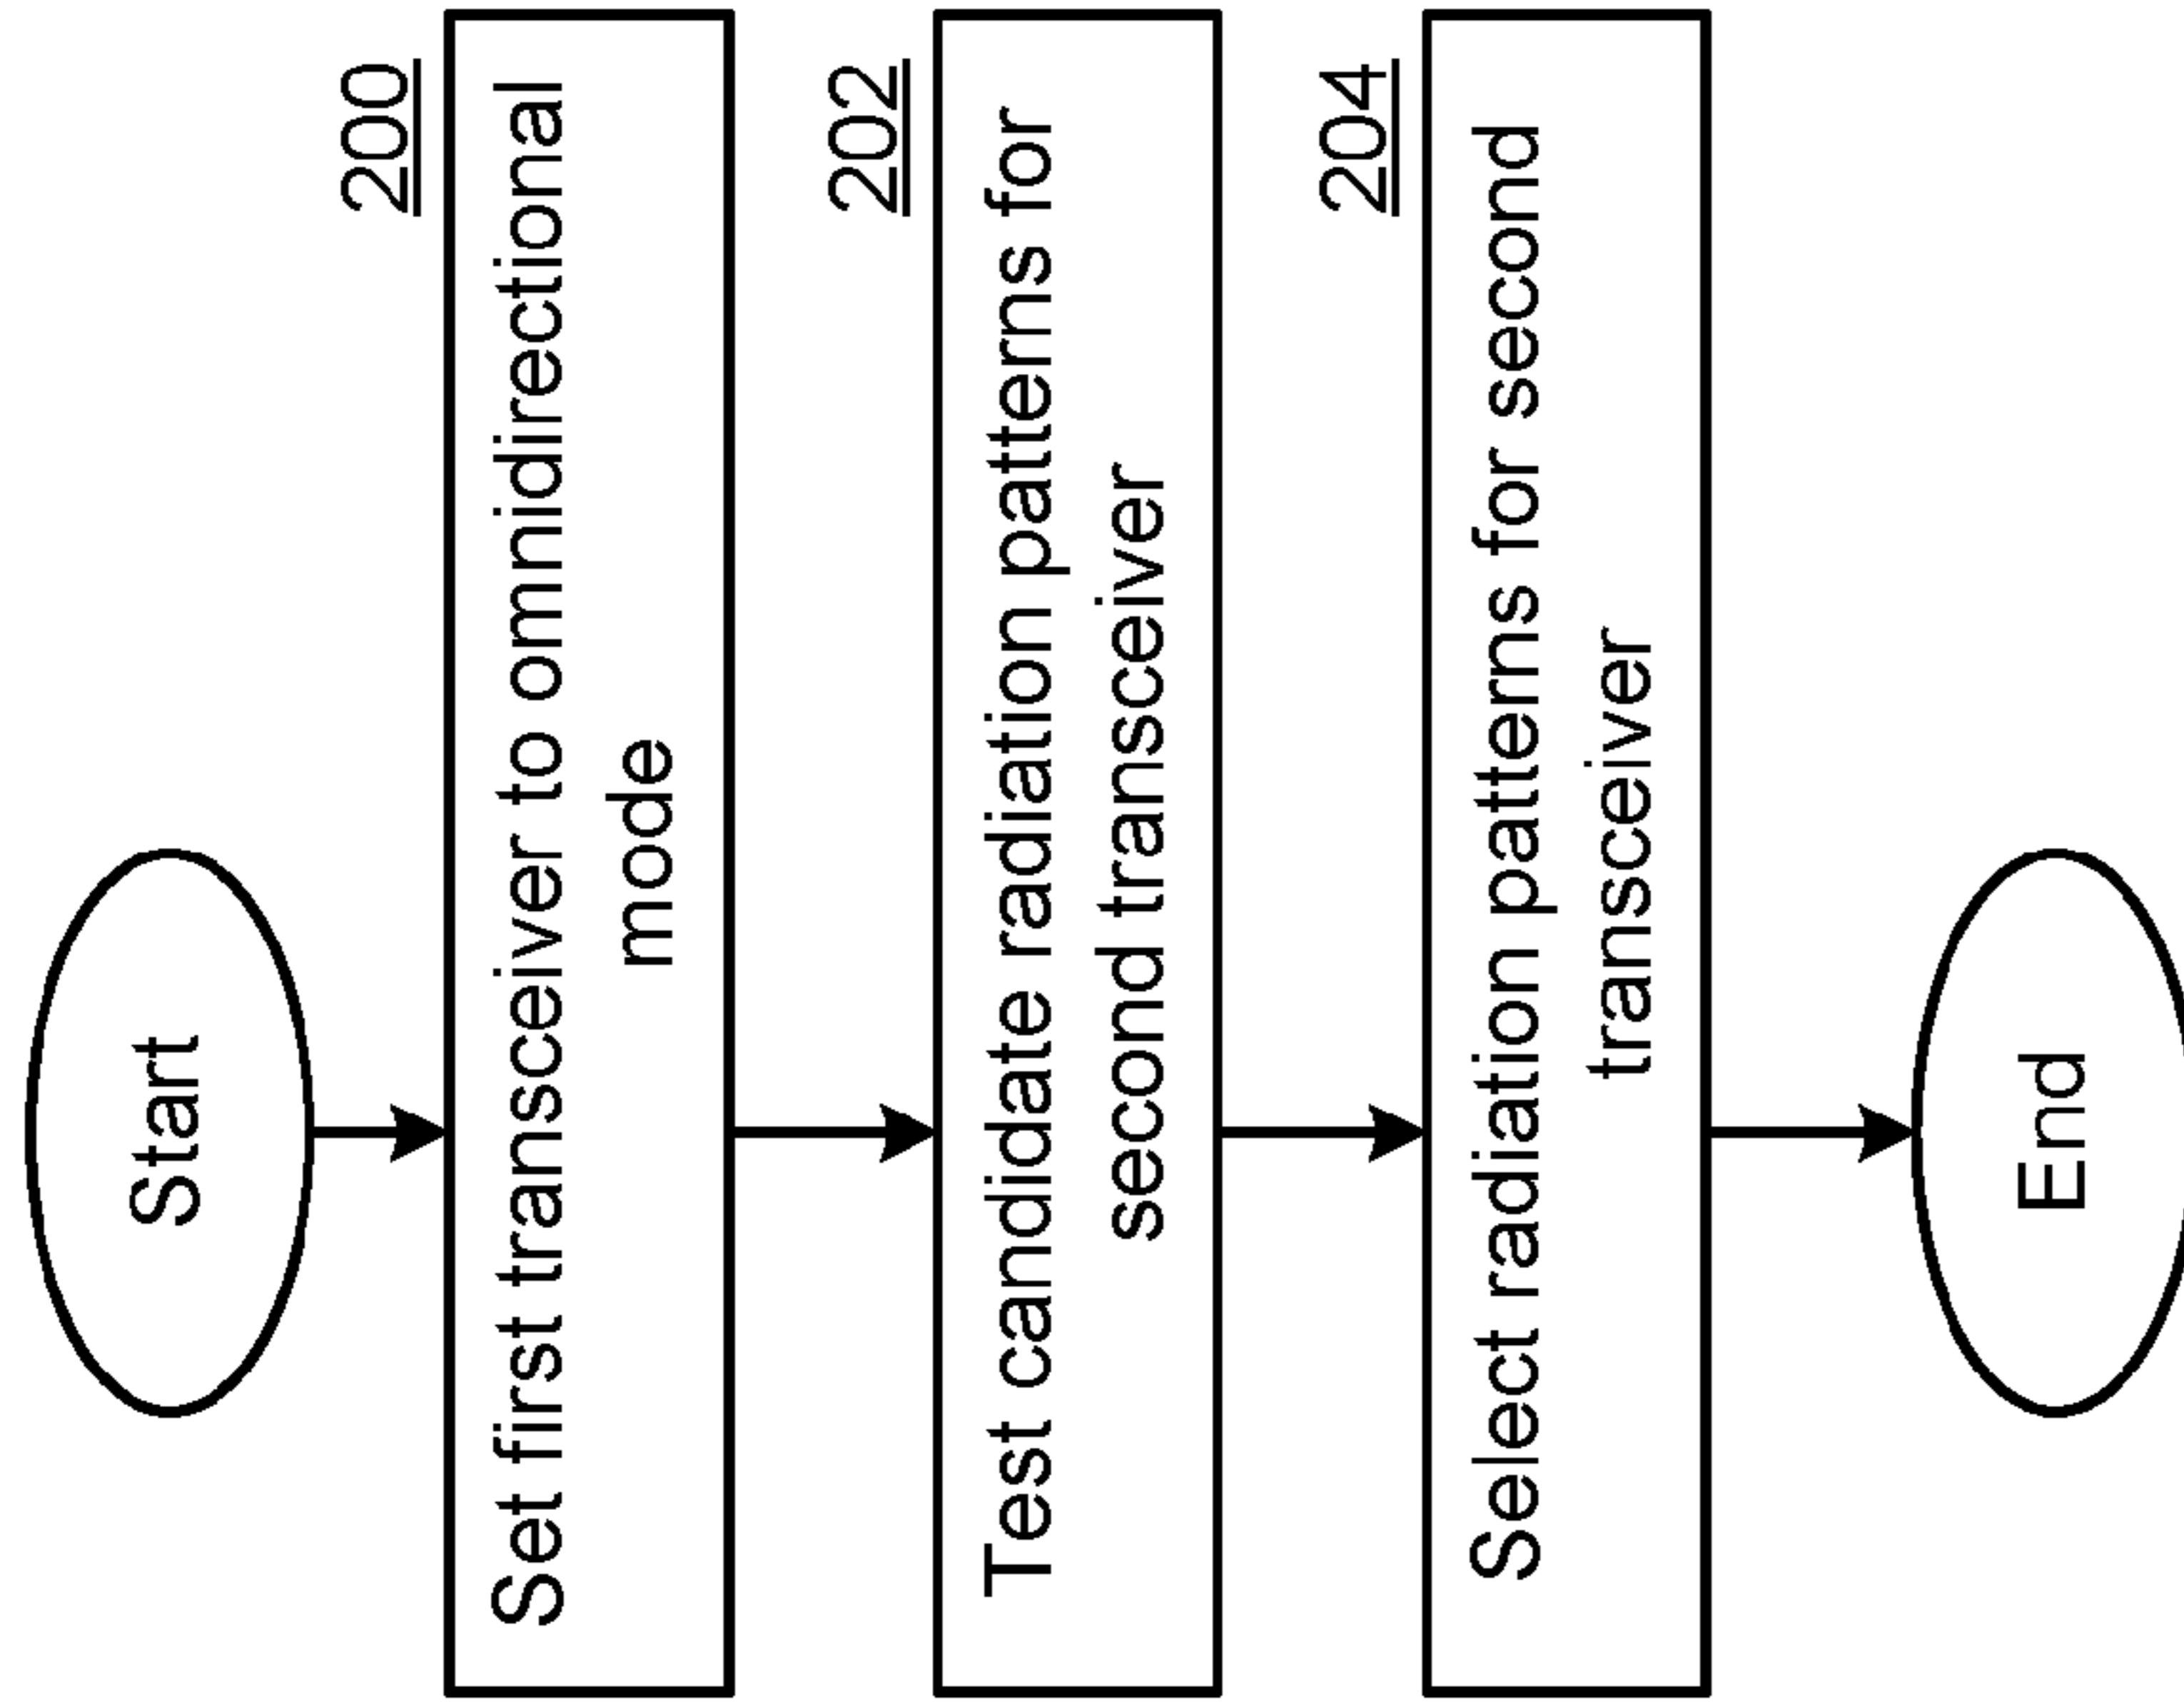 Start
200
Set first transceiver to omnidirectional
mode
202
Test candidate radiation patterns for
second transceiver
204
Select radiation patterns for second
transceiver
End